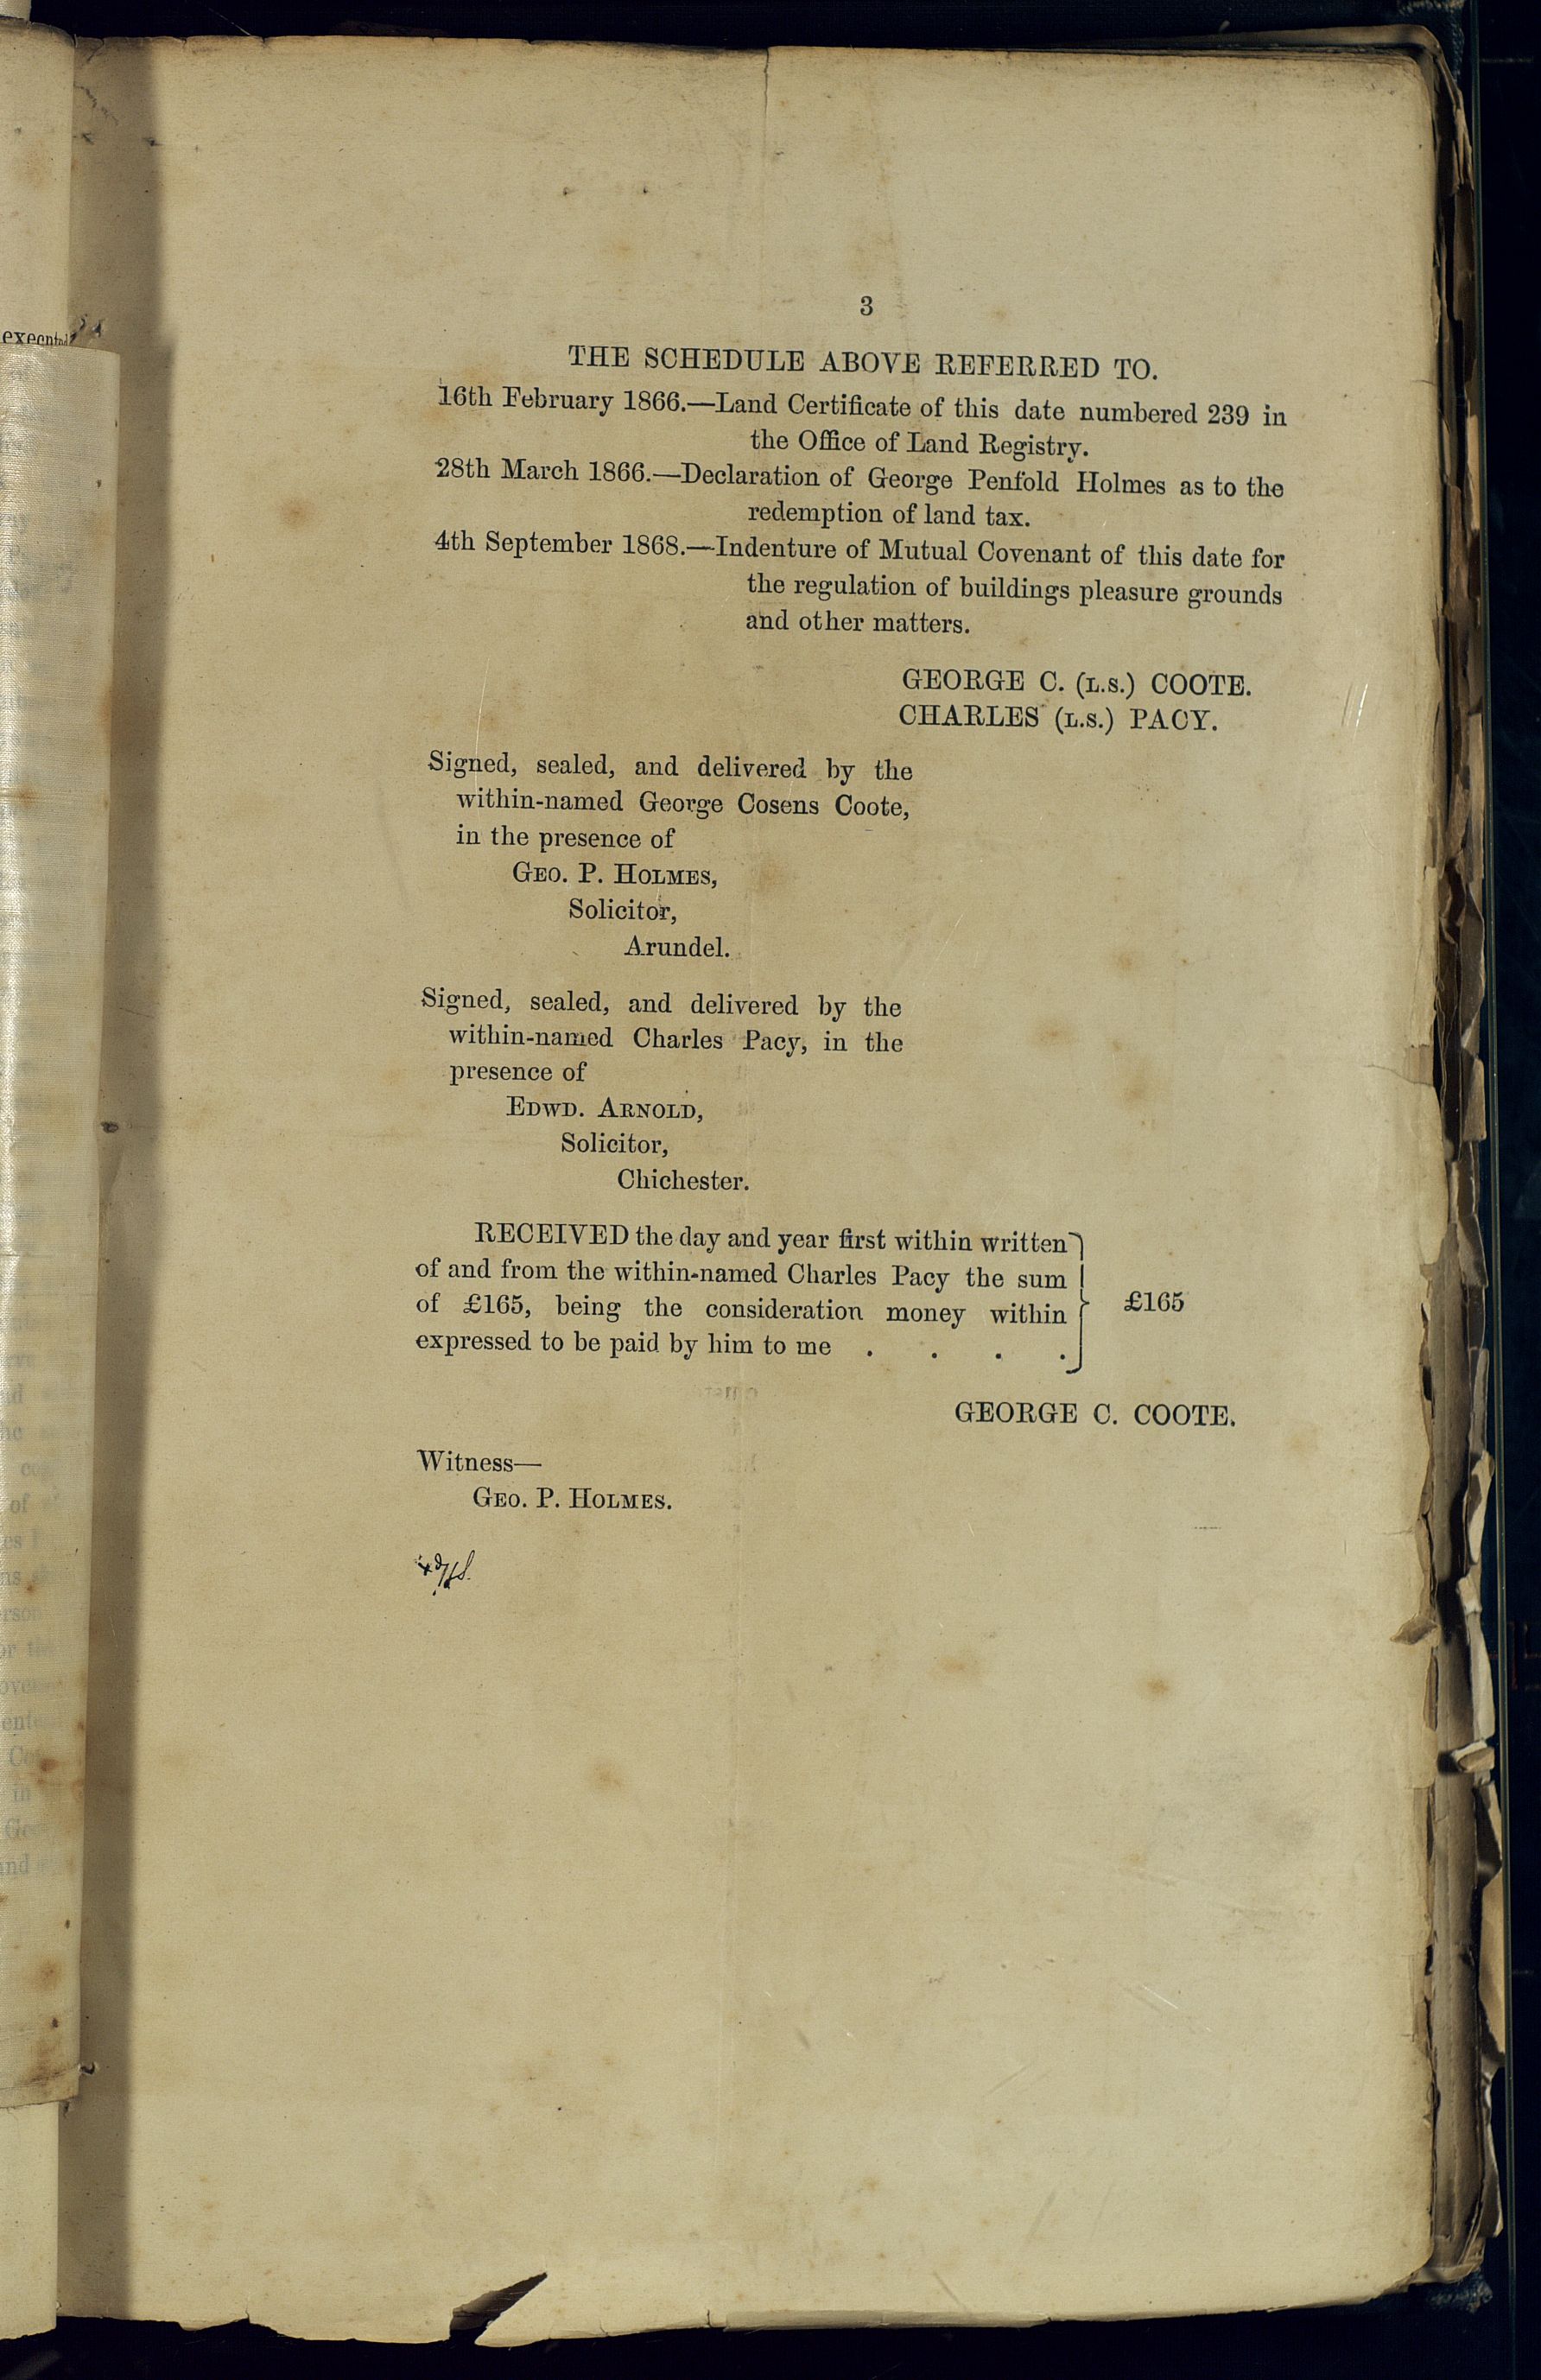 3
THE SCHEDULE ABOVE REFERRED TO.
16th February 1866.—Land Certificate of this date numbered 239 in
the Office of Land Registry.
28th March 1866.—Declaration of George Penfold Holmes as to the
redemption of land tax.
4th September 1868.—Indenture of Mutual Covenant of this date for
the regulation of buildings pleasure grounds
and other matters.
GEORGE C. (L.S.) COOTE.
CHARLES (L.S.) PACY.
Signed, sealed, and delivered by the
within-named George Cosens Coote,
in the presence of
GEO. P. HOLMES,
Solicitor,
Arundel.
Signed, sealed, and delivered by the
within-named Charles Pacy, in the
presence of
EDWD. ARNOLD,
Solicitor,
Chichester.
RECEIVED the day and year first within written
of and from the within-named Charles Pacy the sum
of £165, being the consideration money within
expressed to be paid by him to me . . . .
£165
GEORGE C. COOTE.
Witness—
GEO. P. HOLMES.